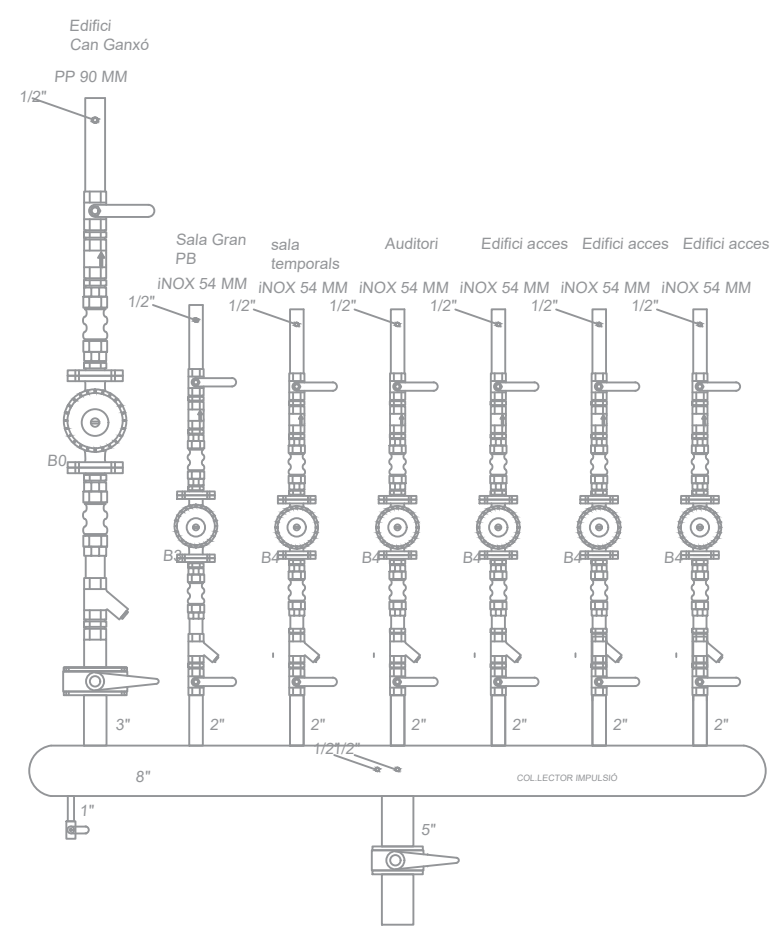 Edifici
Can Ganxó
PP 90 MM
1/2"
Sala Gran
PB
sala
temporals
Auditori
Edifici acces
Edifici acces
Edifici acces
iNOX 54 MM
iNOX 54 MM
iNOX 54 MM
iNOX 54 MM
iNOX 54 MM
iNOX 54 MM
1/2"
1/2"
1/2"
1/2"
1/2"
1/2"
B0
B3
B4
B4
B4
B4
B4
- - - - -
3"
2"
2"
2"
2"
2"
2"
1/2"
1/2"
8"
COL.LECTOR IMPULSIÓ
1"
5"